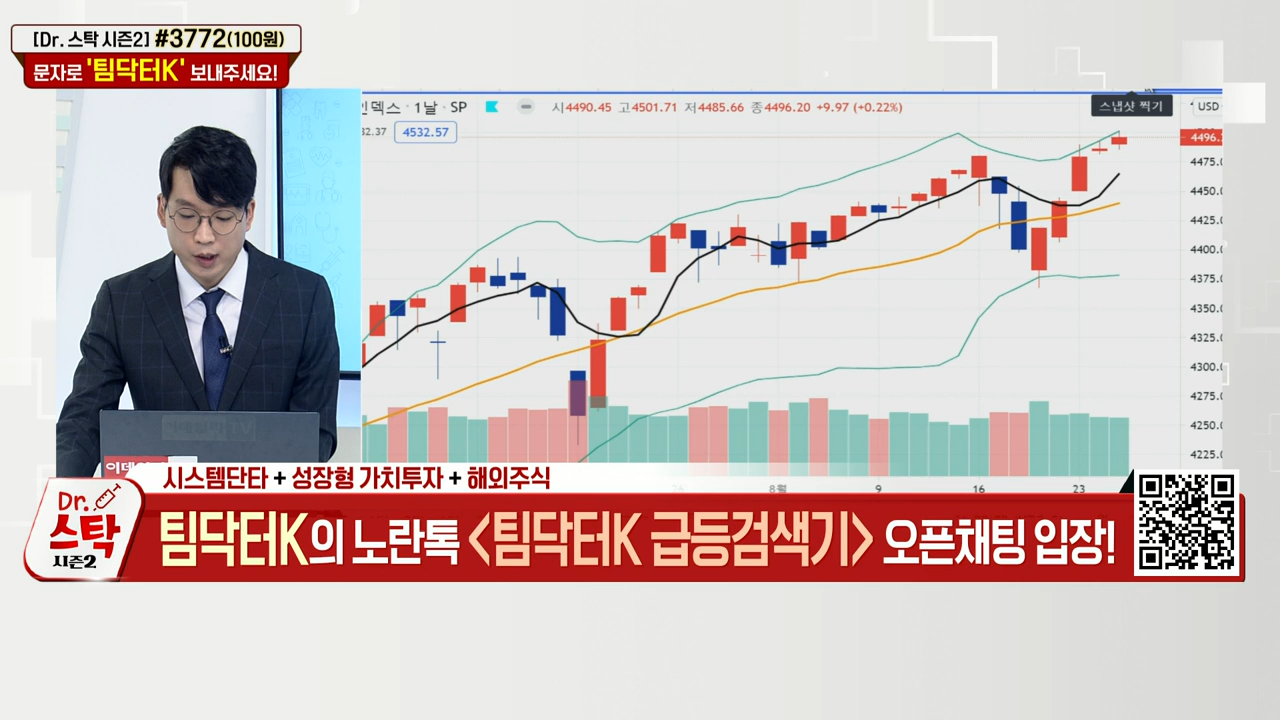 [Dr. 스탁 시즌2] #3772(100원)
문자로 '팀닥터K' 보내주세요!
인덱스 · 1날 · SP 시4490.45 고4501.71 저4485.66 종4496.20 +9.97 (+0.22%)
스냅샷 찍기
USD
32.37 4532.57
4496.
4475.0
4450.0
4425.0
4400.0
4375.0
4350.0
4325.0
4300.0
4275.0
4250.0
4225.0
8월 9 16 23
이데일리 TV
시스템단타 + 성장형 가치투자 + 해외주식
Dr.
스탁
시즌2
팀닥터K의 노란톡 <팀닥터K 급등검색기> 오픈채팅 입장!